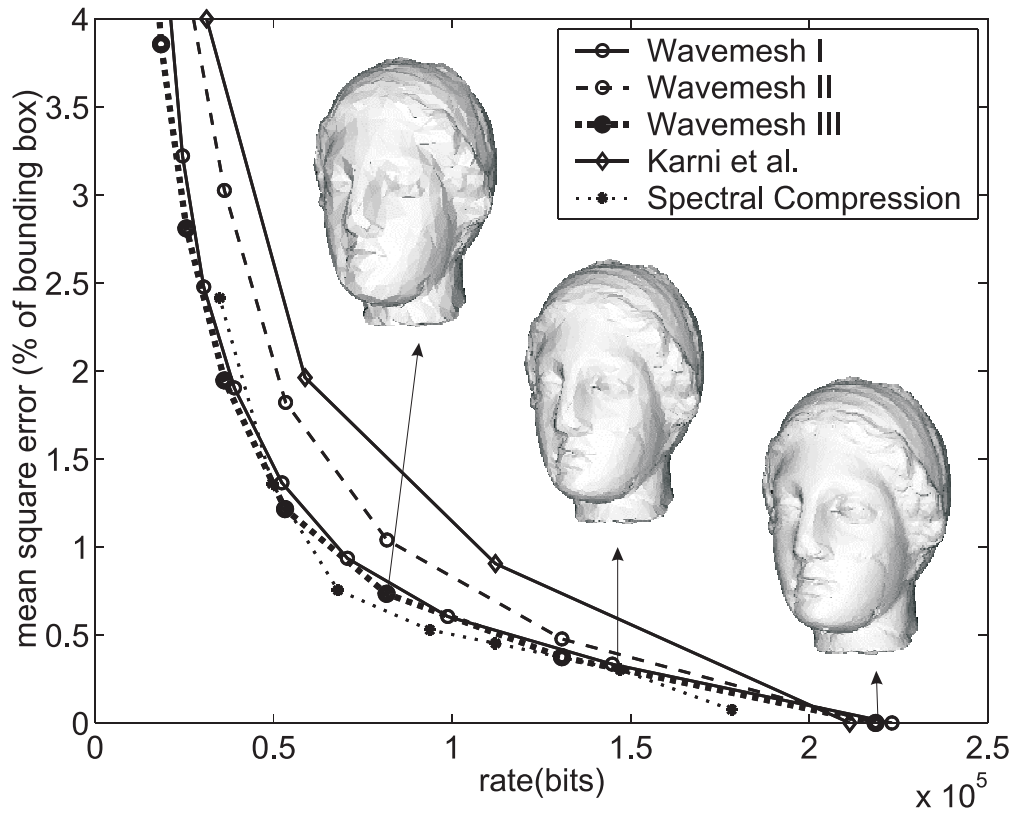 4
3.5
3
2.5
2
1.5
1
0.5
0
mean square error (% of bounding box)
Wavemesh I
Wavemesh II
Wavemesh III
Karni et al.
Spectral Compression
0 0.5 1 1.5 2 2.5
rate(bits)
x 10⁵